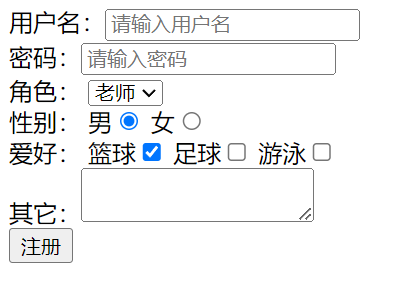 用户名：请输入用户名
密码：请输入密码
角色： 老师
性别： 男 女
爱好： 篮球 足球 游泳
其它：
注册